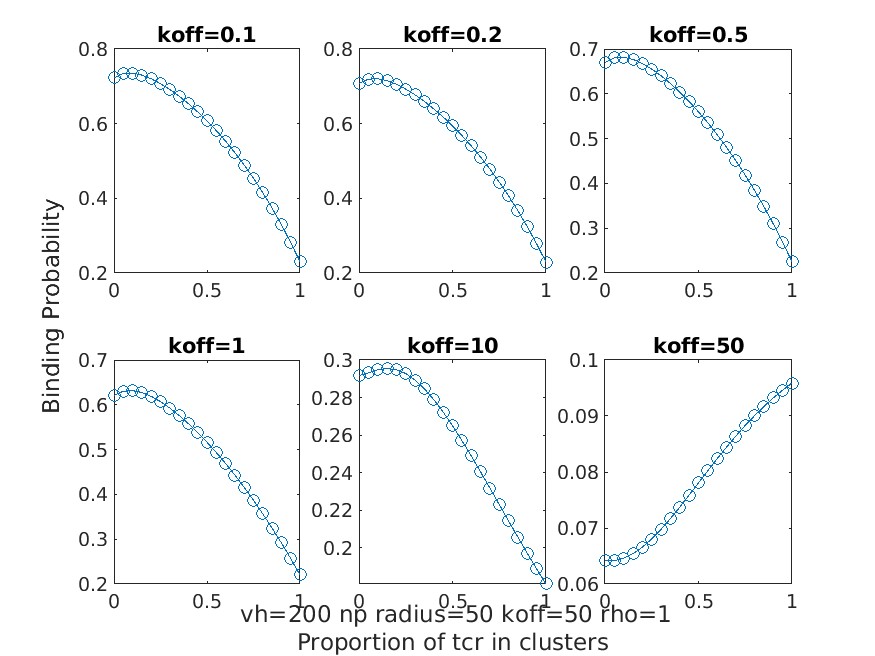 koff=0.1 koff=0.2 koff=0.5
0.8 0.8 0.7
0.6
0.6 0.6 0.5
0.4
0.4 0.4 0.3
0.2 0.2 0.2
0 0.5 1 0 0.5 1 0 0.5 1
Binding Probability
koff=1 koff=10 koff=50
0.7 0.3 0.1
0.6 0.28 0.09
0.5 0.26
0.24 0.08
0.4
0.22 0.07
0.3 0.2
0.2 0.06
0 0.5 1 0 0.5 1 0 0.5 1
vh=200 np radius=50 koff=50 rho=1
Proportion of tcr in clusters